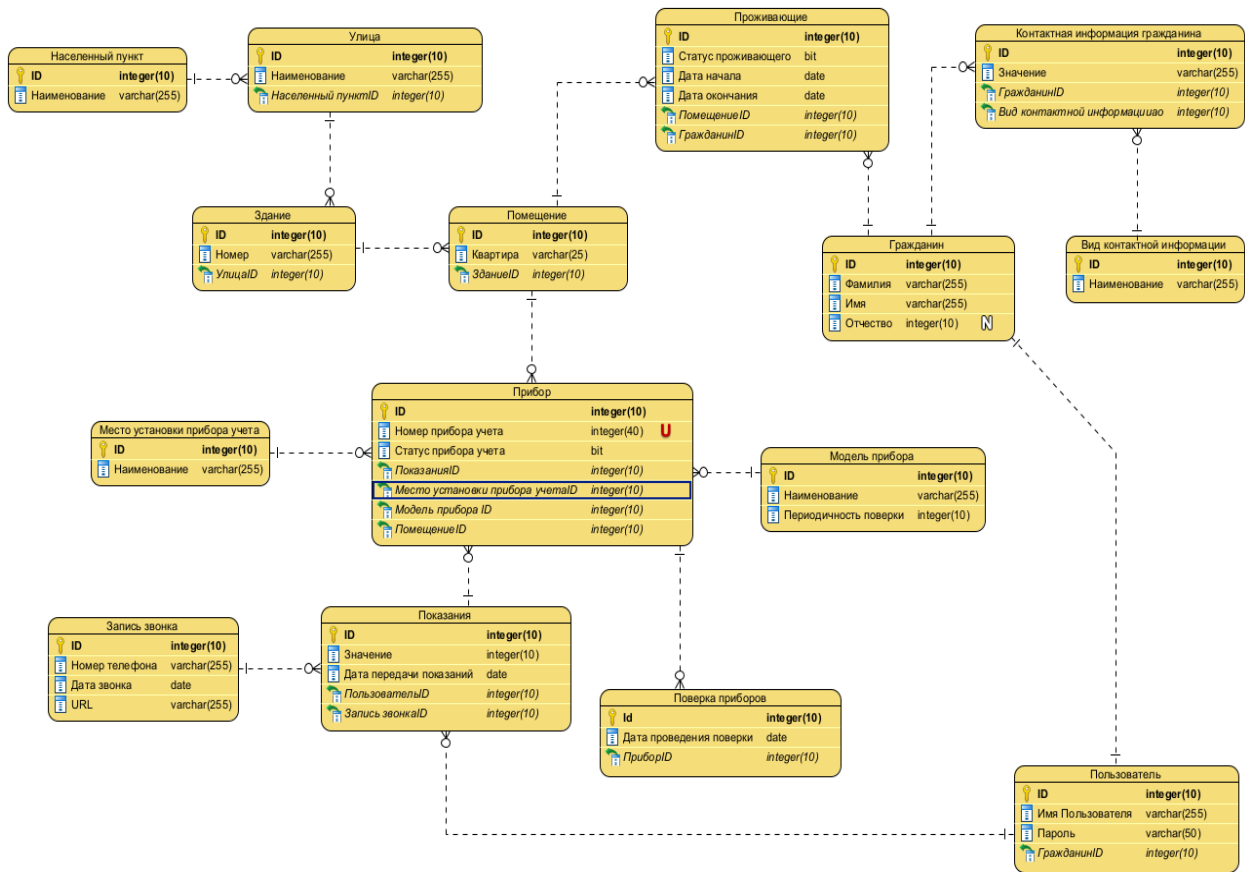 Населенный пункт
ID integer(10)
Наименование varchar(255)
Улица
ID integer(10)
Наименование varchar(255)
Населенный пунктID integer(10)
Проживающие
ID integer(10)
Статус проживающего bit
Дата начала date
Дата окончания date
ПомещениеID integer(10)
ГражданинID integer(10)
Контактная информация гражданина
ID integer(10)
Значение varchar(255)
ГражданинID integer(10)
Вид контактной информацииао integer(10)
Здание
ID integer(10)
Номер varchar(255)
УлицаID integer(10)
Помещение
ID integer(10)
Квартира varchar(25)
ЗданиеID integer(10)
Гражданин
ID integer(10)
Фамилия varchar(255)
Имя varchar(255)
Отчество integer(10) N
Вид контактной информации
ID integer(10)
Наименование varchar(255)
Место установки прибора учета
ID integer(10)
Наименование varchar(255)
Прибор
ID integer(10)
Номер прибора учета integer(40) U
Статус прибора учета bit
ПоказанияID integer(10)
Место установки прибора учетаID integer(10)
Модель прибора ID integer(10)
ПомещениеID integer(10)
Модель прибора
ID integer(10)
Наименование varchar(255)
Периодичность поверки integer(10)
Запись звонка
ID integer(10)
Номер телефона varchar(255)
Дата звонка date
URL varchar(255)
Показания
ID integer(10)
Значение integer(10)
Дата передачи показаний date
ПользовательID integer(10)
Запись звонкаID integer(10)
Поверка приборов
Id integer(10)
Дата проведения поверки date
ПриборID integer(10)
Пользователь
ID integer(10)
Имя Пользователя varchar(255)
Пароль varchar(50)
ГражданинID integer(10)